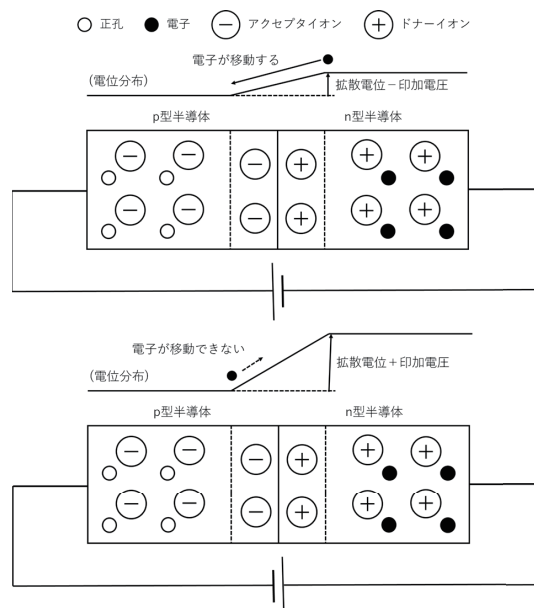 正孔 電子 アクセプタイオン ドナーイオン
電子が移動する
(電位分布) 拡散電位－印加電圧
p型半導体 n型半導体
− − + +
− + 
− − + +
− +
電子が移動できない
(電位分布) 拡散電位＋印加電圧
p型半導体 n型半導体
− − + +
− +
− − + +
− +